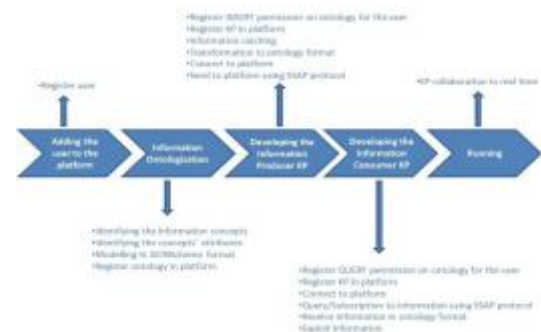 •Register INSERT permission on ontology for the user
•Register KP in platform
•Information catching
•Transformation to ontology format
•Connect to platform
•Send to platform using SSAP protocol
•Register user
•KP collaboration in real time
Adding the
user to the
platform
Information
Ontologization
Developing the
Information
Producer KP
Developing the
Information
Consumer KP
Running
•Identifying the information concepts
•Identifying the concepts' attributes
•Modelling in JSONSchema format
•Register ontology in platform
•Register QUERY permission on ontology for the user
•Register KP in platform
•Connect to platform
•Query/Subscription to information using SSAP protocol
•Receive information in ontology format
•Exploit information